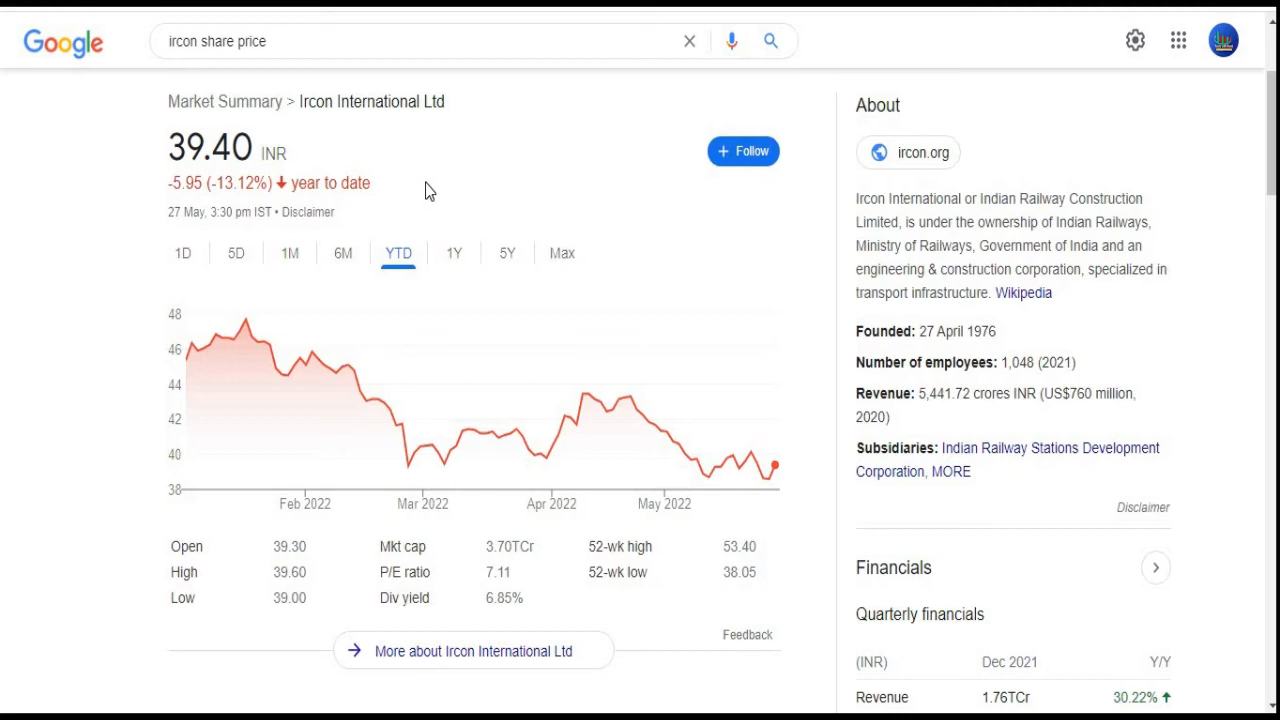 Google
ircon share price
Market Summary > Ircon International Ltd
39.40 INR
+ Follow
-5.95 (-13.12%) ↓ year to date
27 May, 3:30 pm IST • Disclaimer
1D 5D 1M 6M YTD 1Y 5Y Max
48
46
44
42
40
38
Feb 2022 Mar 2022 Apr 2022 May 2022
Open 39.30 Mkt cap 3.70TCr 52-wk high 53.40
High 39.60 P/E ratio 7.11 52-wk low 38.05
Low 39.00 Div yield 6.85%
Feedback
More about Ircon International Ltd
About
ircon.org
Ircon International or Indian Railway Construction
Limited, is under the ownership of Indian Railways,
Ministry of Railways, Government of India and an
engineering & construction corporation, specialized in
transport infrastructure. Wikipedia
Founded: 27 April 1976
Number of employees: 1,048 (2021)
Revenue: 5,441.72 crores INR (US$760 million,
2020)
Subsidiaries: Indian Railway Stations Development
Corporation, MORE
Disclaimer
Financials
Quarterly financials
(INR) Dec 2021 Y/Y
Revenue 1.76TCr 30.22% ↑